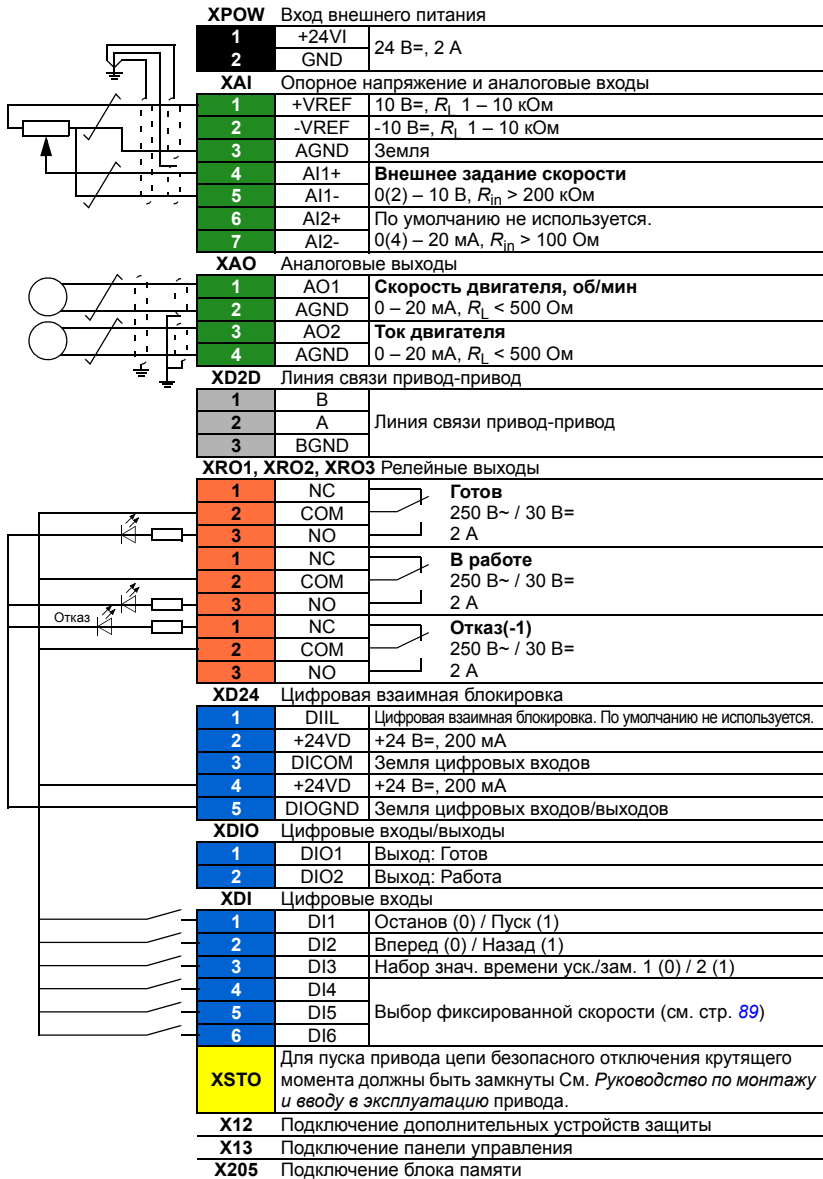 XPOW Вход внешнего питания
1 +24VI 24 В=, 2 А
2 GND
XAI Опорное напряжение и аналоговые входы
1 +VREF 10 В=, RL 1 – 10 кОм
2 -VREF -10 В=, RL 1 – 10 кОм
3 AGND Земля
4 AI1+ Внешнее задание скорости
5 AI1- 0(2) – 10 В, Rin > 200 кОм
6 AI2+ По умолчанию не используется.
7 AI2- 0(4) – 20 мА, Rin > 100 Ом
XAO Аналоговые выходы
1 AO1 Скорость двигателя, об/мин
2 AGND 0 – 20 мА, RL < 500 Ом
3 AO2 Ток двигателя
4 AGND 0 – 20 мА, RL < 500 Ом
XD2D Линия связи привод-привод
1 B
2 A Линия связи привод-привод
3 BGND
XRO1, XRO2, XRO3 Релейные выходы
1 NC Готов
2 COM 250 В~ / 30 В=
3 NO 2 А
1 NC В работе
2 COM 250 В~ / 30 В=
3 NO 2 А
Отказ 1 NC Отказ(-1)
2 COM 250 В~ / 30 В=
3 NO 2 А
XD24 Цифровая взаимная блокировка
1 DIIL Цифровая взаимная блокировка. По умолчанию не используется.
2 +24VD +24 В=, 200 мА
3 DICOM Земля цифровых входов
4 +24VD +24 В=, 200 мА
5 DIOGND Земля цифровых входов/выходов
XDIO Цифровые входы/выходы
1 DIO1 Выход: Готов
2 DIO2 Выход: Работа
XDI Цифровые входы
1 DI1 Останов (0) / Пуск (1)
2 DI2 Вперед (0) / Назад (1)
3 DI3 Набор знач. времени уск./зам. 1 (0) / 2 (1)
4 DI4
5 DI5 Выбор фиксированной скорости (см. стр. 89)
6 DI6
Для пуска привода цепи безопасного отключения крутящего
XSTO момента должны быть замкнуты См. Руководство по монтажу
и вводу в эксплуатацию привода.
X12 Подключение дополнительных устройств защиты
X13 Подключение панели управления
X205 Подключение блока памяти